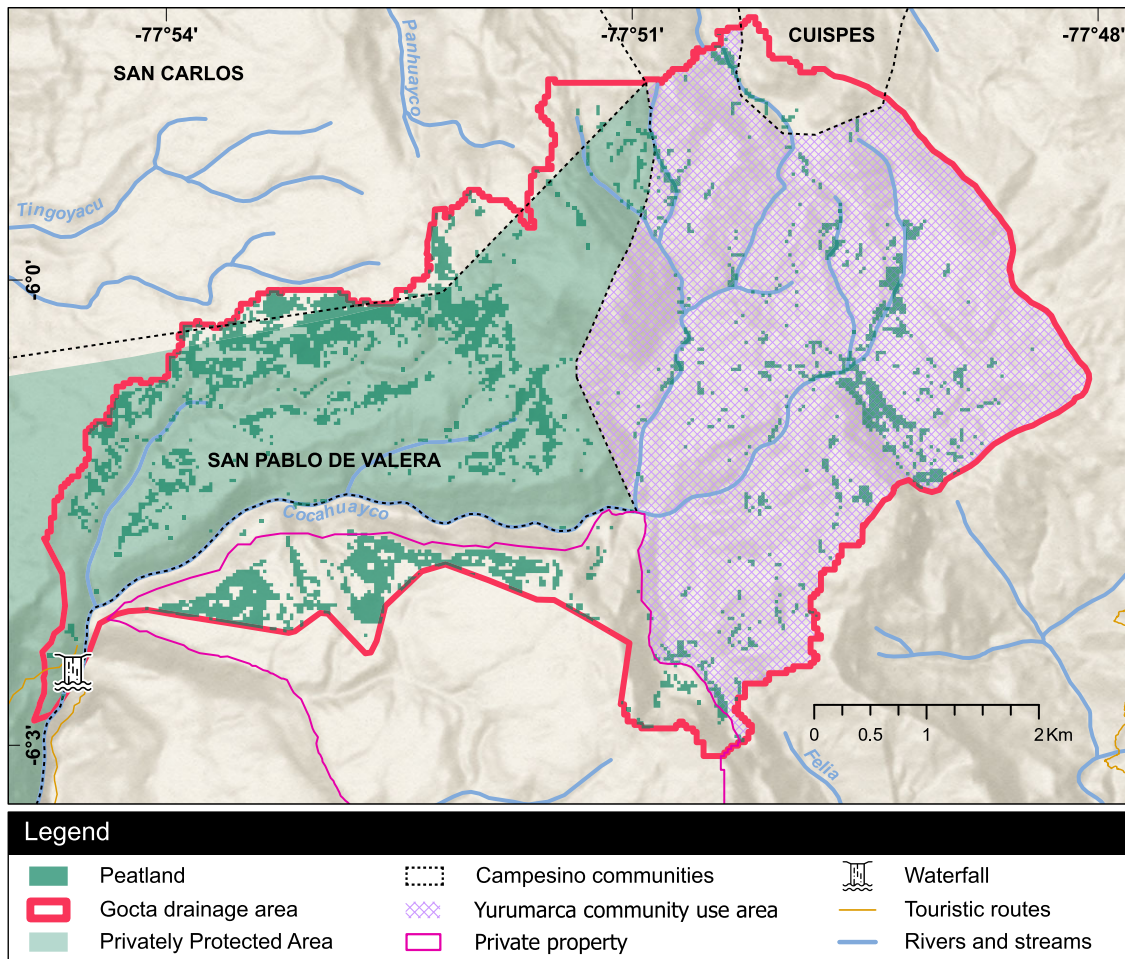 -77°54'
-77°51'
-77°48'
CUISPES
SAN CARLOS
Panhuayco
Tingoyacu
-6°0'
SAN PABLO DE VALERA
Cocahuayco
-6°3'
0 0.5 1 2 Km
Felia
Legend
Peatland
Campesino communities
Waterfall
Gocta drainage area
Yurumarca community use area
Touristic routes
Privately Protected Area
Private property
Rivers and streams